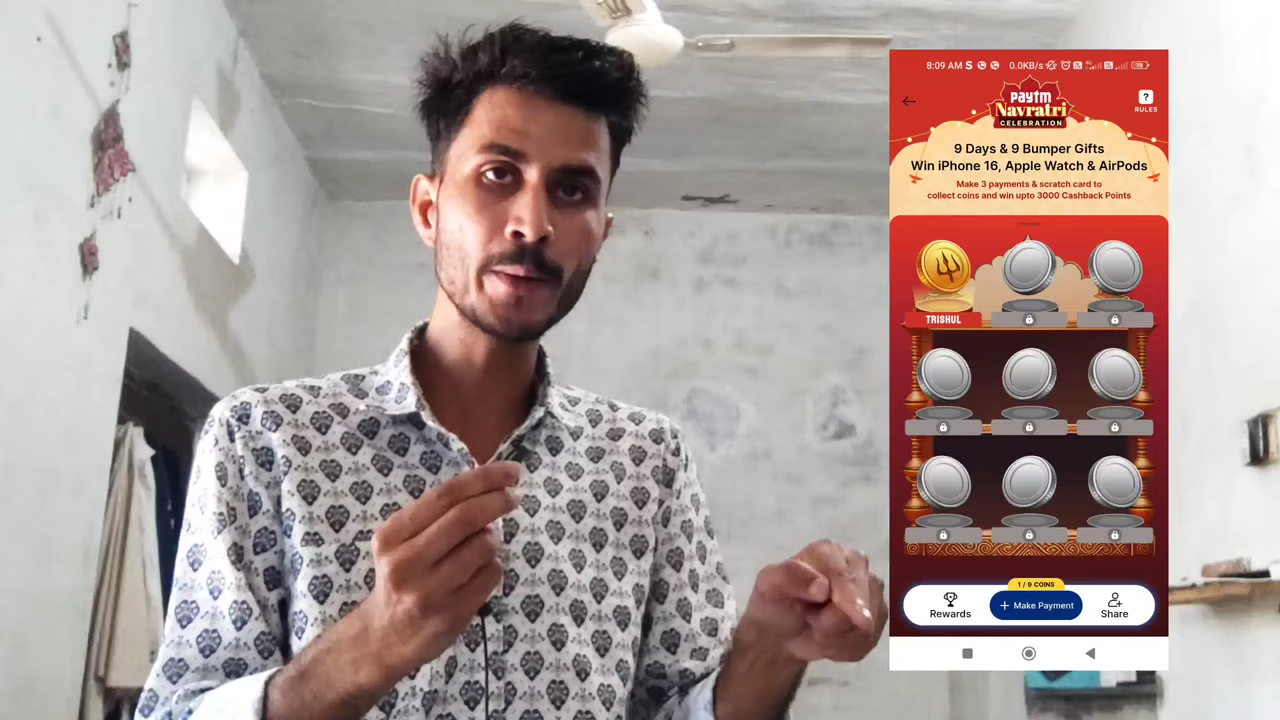 8:09 AM S 0.0KB/s
paytm
Navratri
CELEBRATION
?
RULES
9 Days & 9 Bumper Gifts
Win iPhone 16, Apple Watch & AirPods
Make 3 payments & scratch card to
collect coins and win upto 3000 Cashback Points
TRISHUL
1 / 9 COINS
Rewards
+ Make Payment
Share